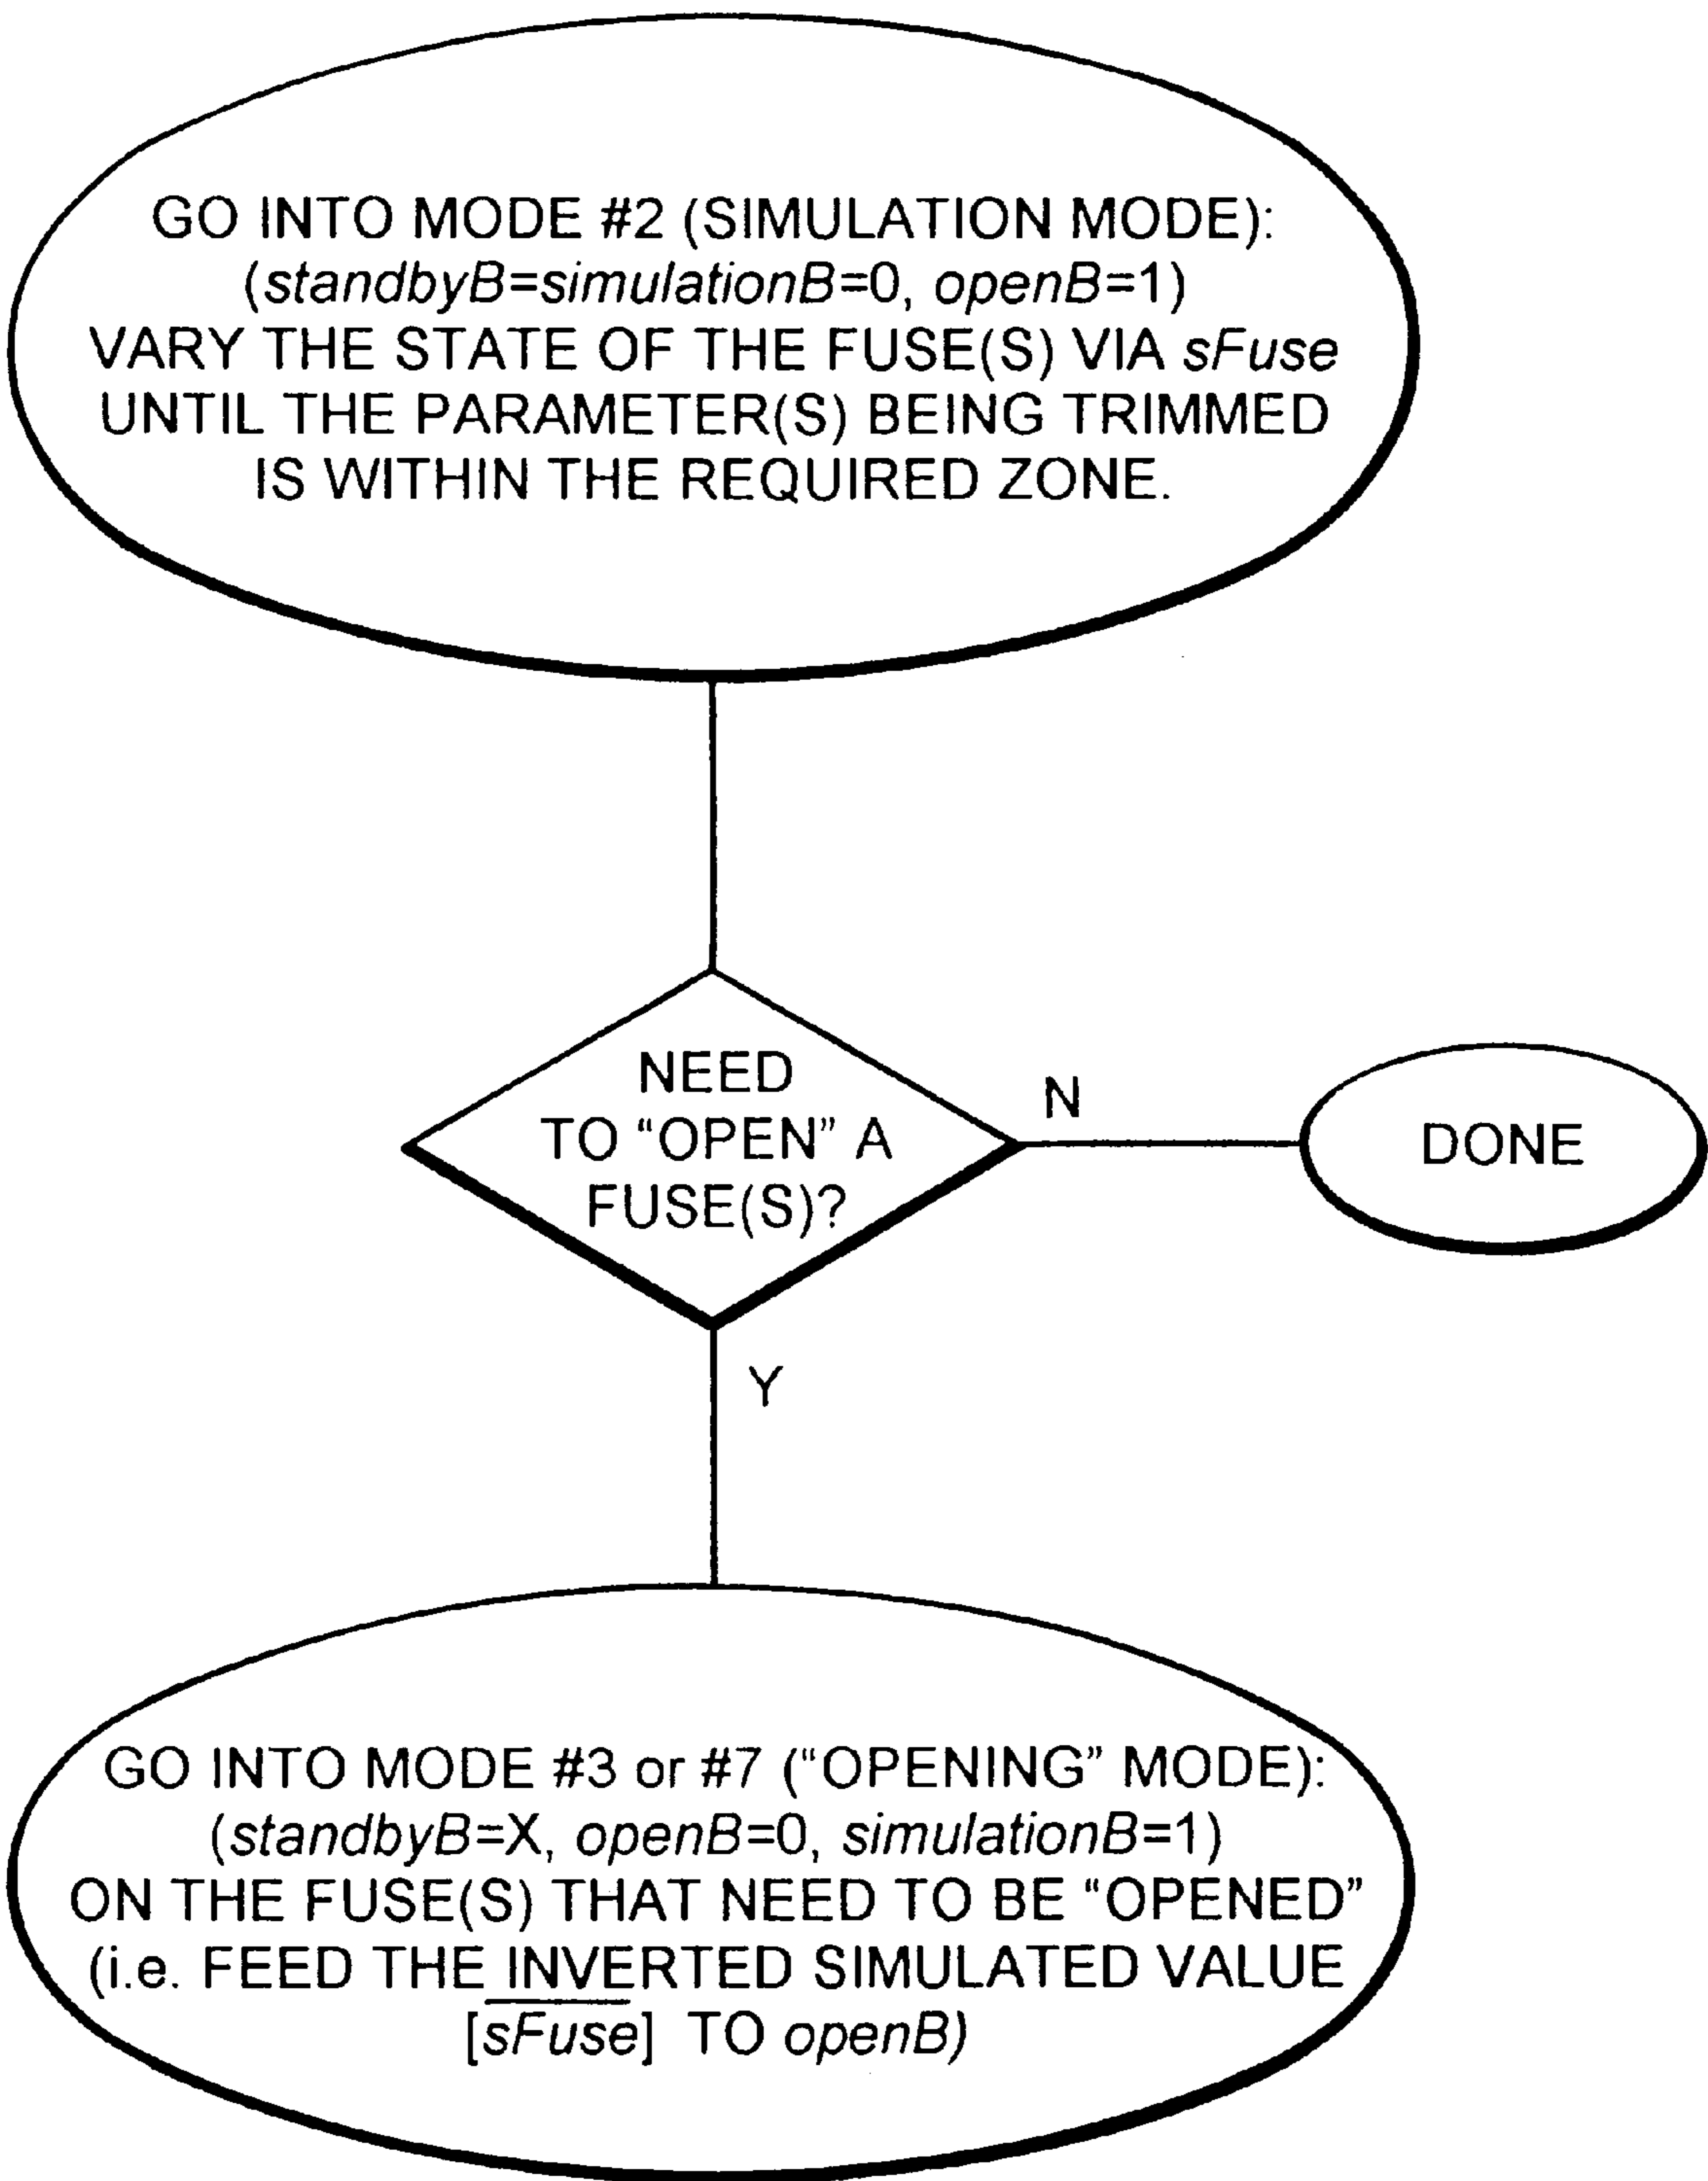 GO INTO MODE #2 (SIMULATION MODE):
(standbyB=simulationB=0, openB=1)
VARY THE STATE OF THE FUSE(S) VIA sFuse
UNTIL THE PARAMETER(S) BEING TRIMMED
IS WITHIN THE REQUIRED ZONE.
NEED
TO “OPEN” A
FUSE(S)?
N
DONE
Y
GO INTO MODE #3 or #7 (“OPENING” MODE):
(standbyB=X, openB=0, simulationB=1)
ON THE FUSE(S) THAT NEED TO BE “OPENED”
(i.e. FEED THE INVERTED SIMULATED VALUE
[s̅F̅u̅s̅e̅] TO openB)